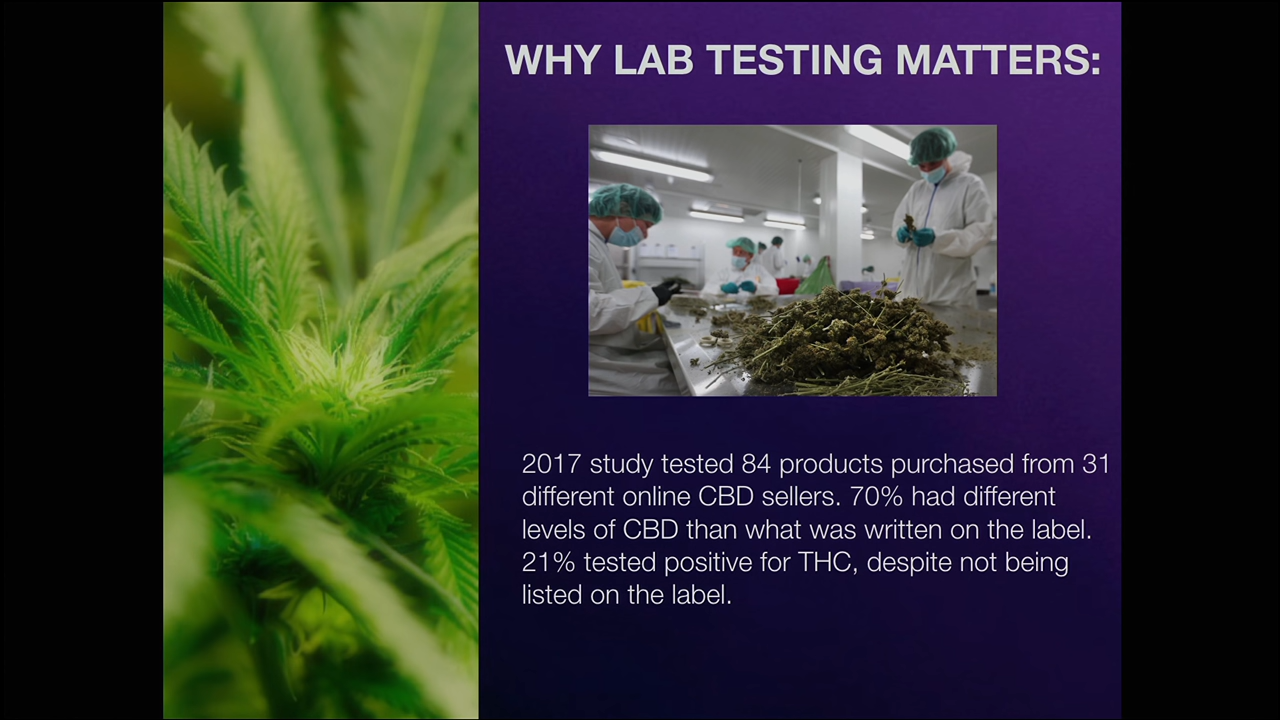 WHY LAB TESTING MATTERS:
2017 study tested 84 products purchased from 31
different online CBD sellers. 70% had different
levels of CBD than what was written on the label.
21% tested positive for THC, despite not being
listed on the label.